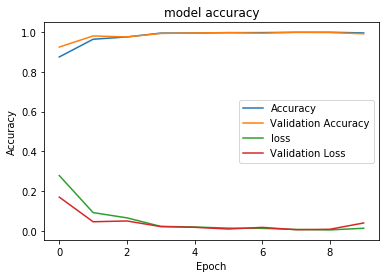 model accuracy
1.0
0.8
0.6
0.4
0.2
0.0
Accuracy
Accuracy
Validation Accuracy
loss
Validation Loss
0
2
4
6
8
Epoch